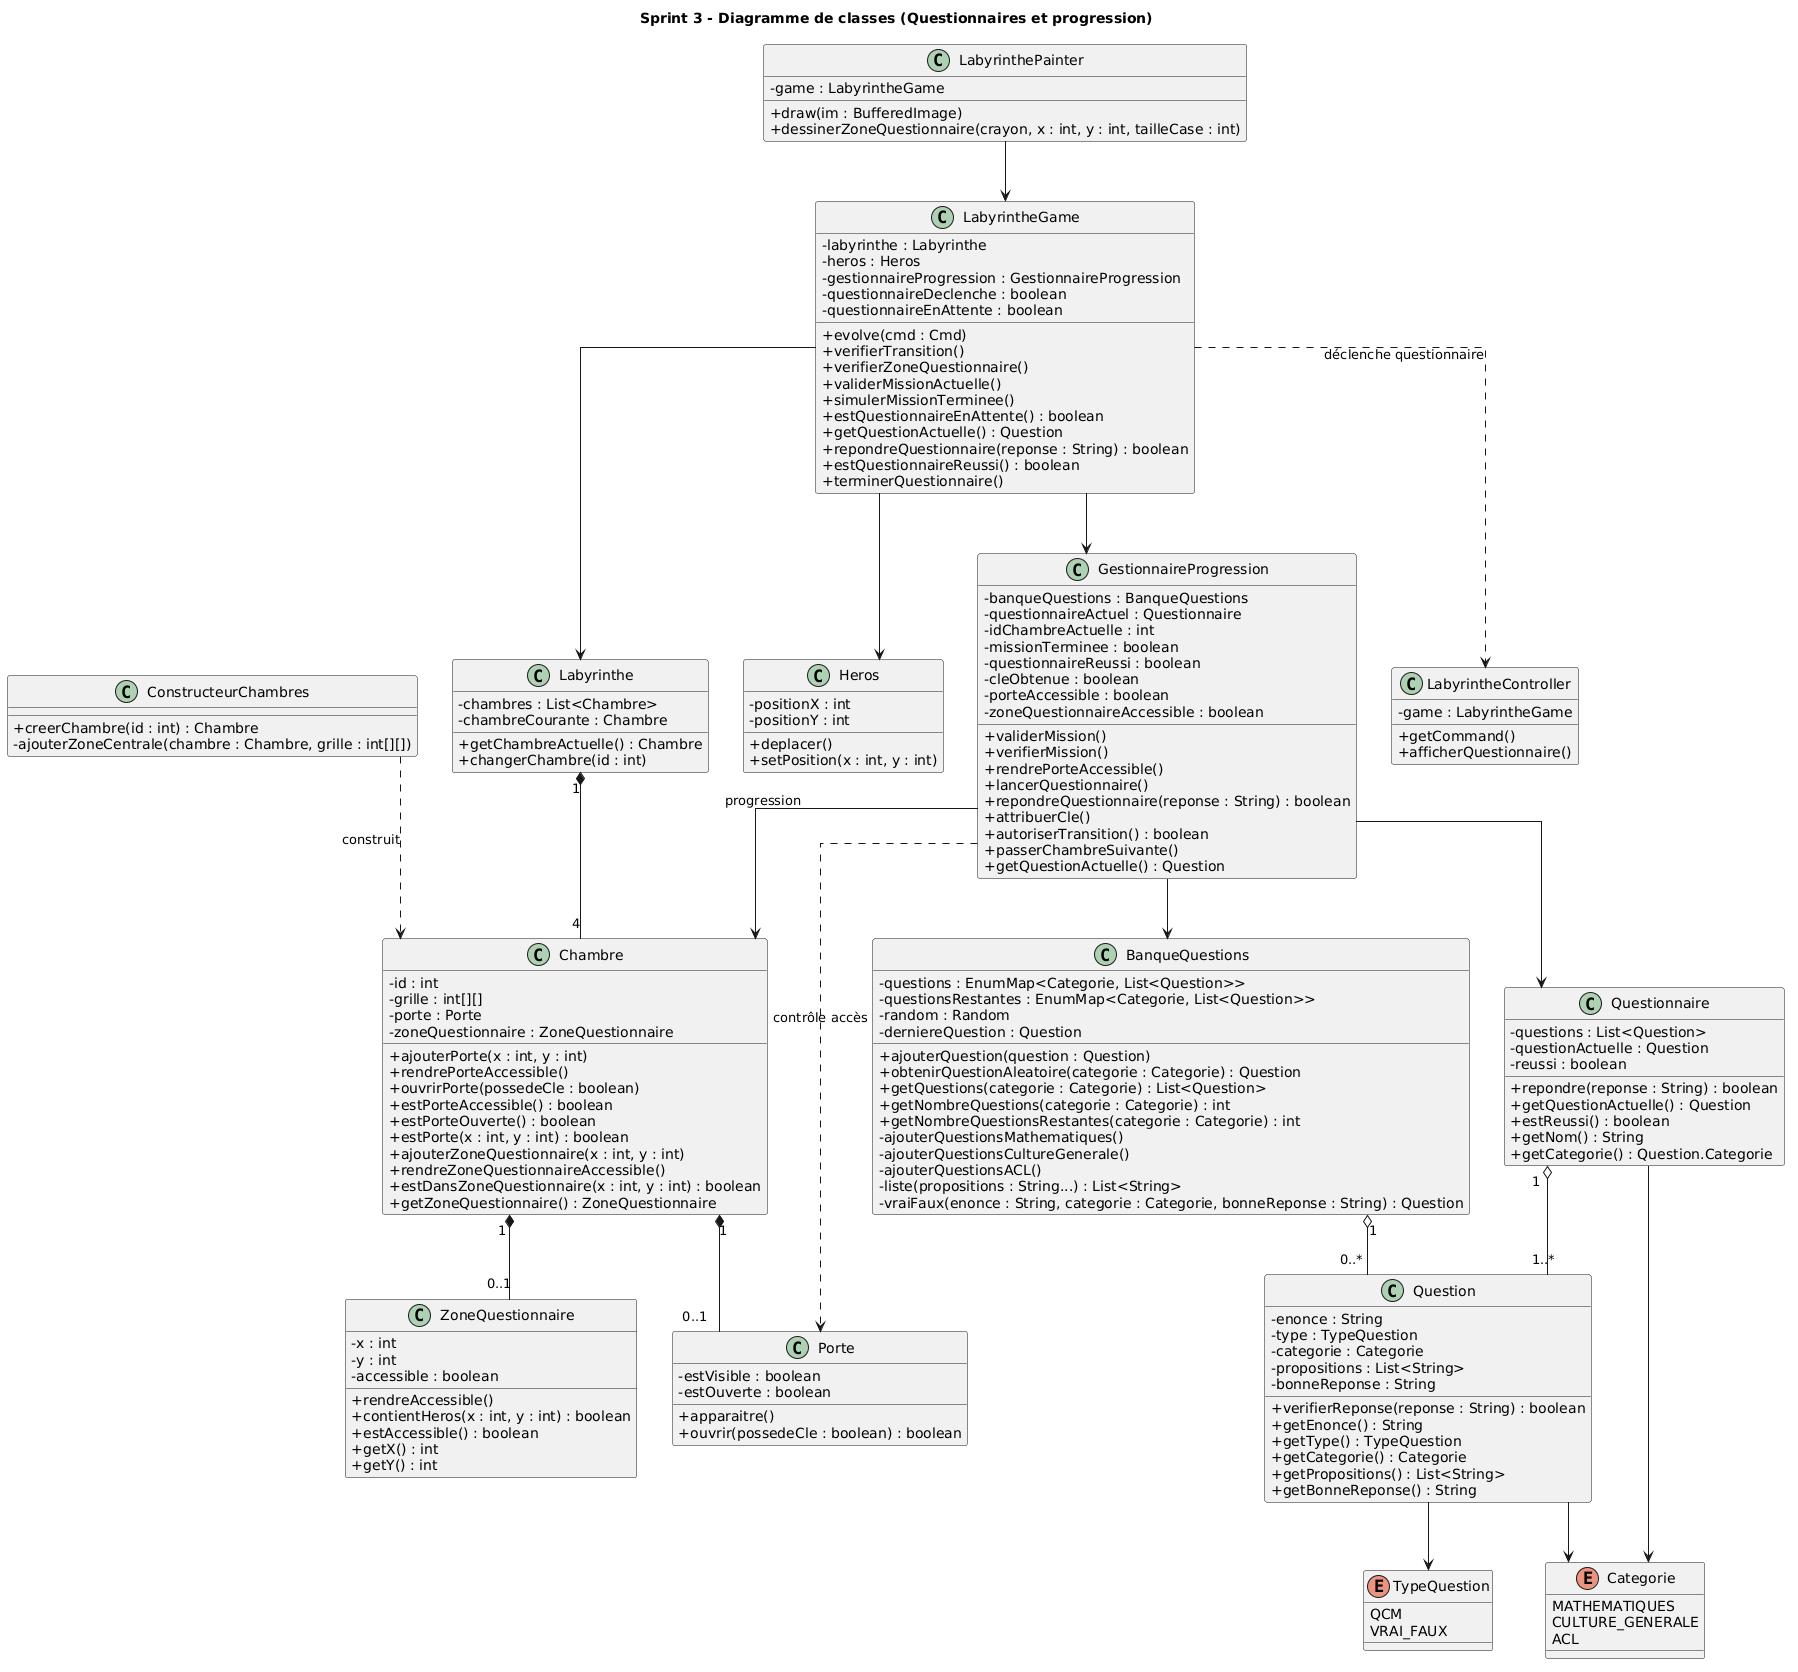 Sprint 3 - Diagramme de classes (Questionnaires et progression)
C LabyrinthePainter
-game : LabyrintheGame
+draw(im : BufferedImage)
+dessinerZoneQuestionnaire(crayon, x : int, y : int, tailleCase : int)
C LabyrintheGame
-labyrinthe : Labyrinthe
-heros : Heros
-gestionnaireProgression : GestionnaireProgression
-questionnaireDeclenche : boolean
-questionnaireEnAttente : boolean
+evolve(cmd : Cmd)
+verifierTransition()
+verifierZoneQuestionnaire()
+validerMissionActuelle()
+simulerMissionTerminee()
+estQuestionnaireEnAttente() : boolean
+getQuestionActuelle() : Question
+repondreQuestionnaire(reponse : String) : boolean
+estQuestionnaireReussi() : boolean
+terminerQuestionnaire()
déclenche questionnaire
C ConstructeurChambres
+creerChambre(id : int) : Chambre
-ajouterZoneCentrale(chambre : Chambre, grille : int[][])
C Labyrinthe
-chambres : List<Chambre>
-chambreCourante : Chambre
+getChambreActuelle() : Chambre
+changerChambre(id : int)
C Heros
-positionX : int
-positionY : int
+deplacer()
+setPosition(x : int, y : int)
C GestionnaireProgression
-banqueQuestions : BanqueQuestions
-questionnaireActuel : Questionnaire
-idChambreActuelle : int
-missionTerminee : boolean
-questionnaireReussi : boolean
-cleObtenue : boolean
-porteAccessible : boolean
-zoneQuestionnaireAccessible : boolean
+validerMission()
+verifierMission()
+rendrePorteAccessible()
+lancerQuestionnaire()
+repondreQuestionnaire(reponse : String) : boolean
+attribuerCle()
+autoriserTransition() : boolean
+passerChambreSuivante()
+getQuestionActuelle() : Question
C LabyrintheController
-game : LabyrintheGame
+getCommand()
+afficherQuestionnaire()
construit
1
4
progression
contrôle accès
C Chambre
-id : int
-grille : int[][]
-porte : Porte
-zoneQuestionnaire : ZoneQuestionnaire
+ajouterPorte(x : int, y : int)
+rendrePorteAccessible()
+ouvrirPorte(possedeCle : boolean)
+estPorteAccessible() : boolean
+estPorteOuverte() : boolean
+estPorte(x : int, y : int) : boolean
+ajouterZoneQuestionnaire(x : int, y : int)
+rendreZoneQuestionnaireAccessible()
+estDansZoneQuestionnaire(x : int, y : int) : boolean
+getZoneQuestionnaire() : ZoneQuestionnaire
C BanqueQuestions
-questions : EnumMap<Categorie, List<Question>>
-questionsRestantes : EnumMap<Categorie, List<Question>>
-random : Random
-derniereQuestion : Question
+ajouterQuestion(question : Question)
+obtenirQuestionAleatoire(categorie : Categorie) : Question
+getQuestions(categorie : Categorie) : List<Question>
+getNombreQuestions(categorie : Categorie) : int
+getNombreQuestionsRestantes(categorie : Categorie) : int
-ajouterQuestionsMathematiques()
-ajouterQuestionsCultureGenerale()
-ajouterQuestionsACL()
-liste(propositions : String...) : List<String>
-vraiFaux(enonce : String, categorie : Categorie, bonneReponse : String) : Question
C Questionnaire
-questions : List<Question>
-questionActuelle : Question
-reussi : boolean
+repondre(reponse : String) : boolean
+getQuestionActuelle() : Question
+estReussi() : boolean
+getNom() : String
+getCategorie() : Question.Categorie
1
0..1
1
0..1
1
0..*
1
1..*
C ZoneQuestionnaire
-x : int
-y : int
-accessible : boolean
+rendreAccessible()
+contientHeros(x : int, y : int) : boolean
+estAccessible() : boolean
+getX() : int
+getY() : int
C Porte
-estVisible : boolean
-estOuverte : boolean
+apparaitre()
+ouvrir(possedeCle : boolean) : boolean
C Question
-enonce : String
-type : TypeQuestion
-categorie : Categorie
-propositions : List<String>
-bonneReponse : String
+verifierReponse(reponse : String) : boolean
+getEnonce() : String
+getType() : TypeQuestion
+getCategorie() : Categorie
+getPropositions() : List<String>
+getBonneReponse() : String
E TypeQuestion
QCM
VRAI_FAUX
E Categorie
MATHEMATIQUES
CULTURE_GENERALE
ACL